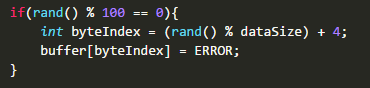 if(rand() % 100 == 0){
    int byteIndex = (rand() % dataSize) + 4;
    buffer[byteIndex] = ERROR;
}